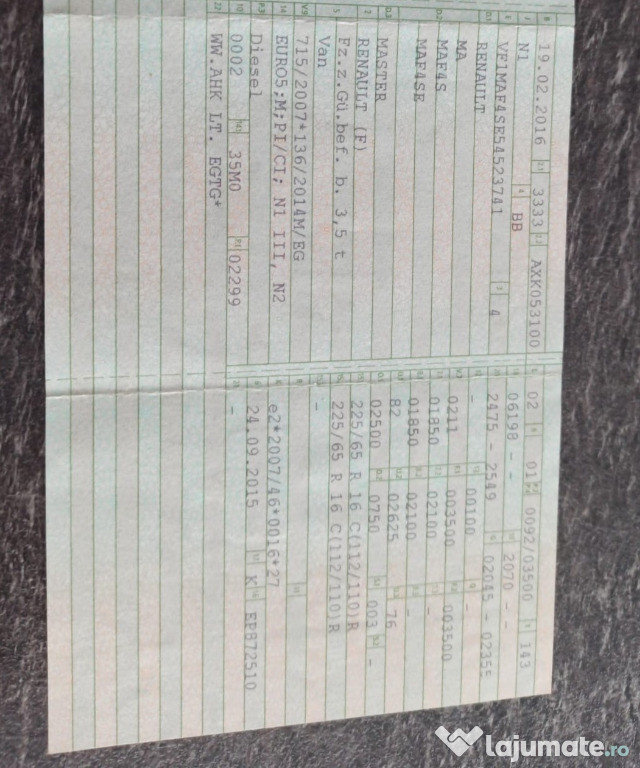 19.02.2016 3333 AXK053100
N1 BB
VF1MAF4SE54523741 4
RENAULT
MA
MAF4S
MAF4SE
MASTER
RENAULT (F)
Fz.z.Gü.bef. b. 3,5 t
Van
715/2007*136/2014M/EG
EURO5;M;PI/CI; N1 III, N2
Diesel
0002 35M0 02299
WW.AHK LT. EGTG*
02 01 0092/03500 143
06198 - - 2070 - -
2475 - 2549 02045 - 02355
- 00100 -
0211 003500 003500
01850 02100 -
01850 02100 -
82 02625 76
02500 0750 003 -
225/65 R 16 C(112/110)R
225/65 R 16 C(112/110)R
-
e2*2007/46*0016*27
24.09.2015 K EP872510
-
lajumate.ro